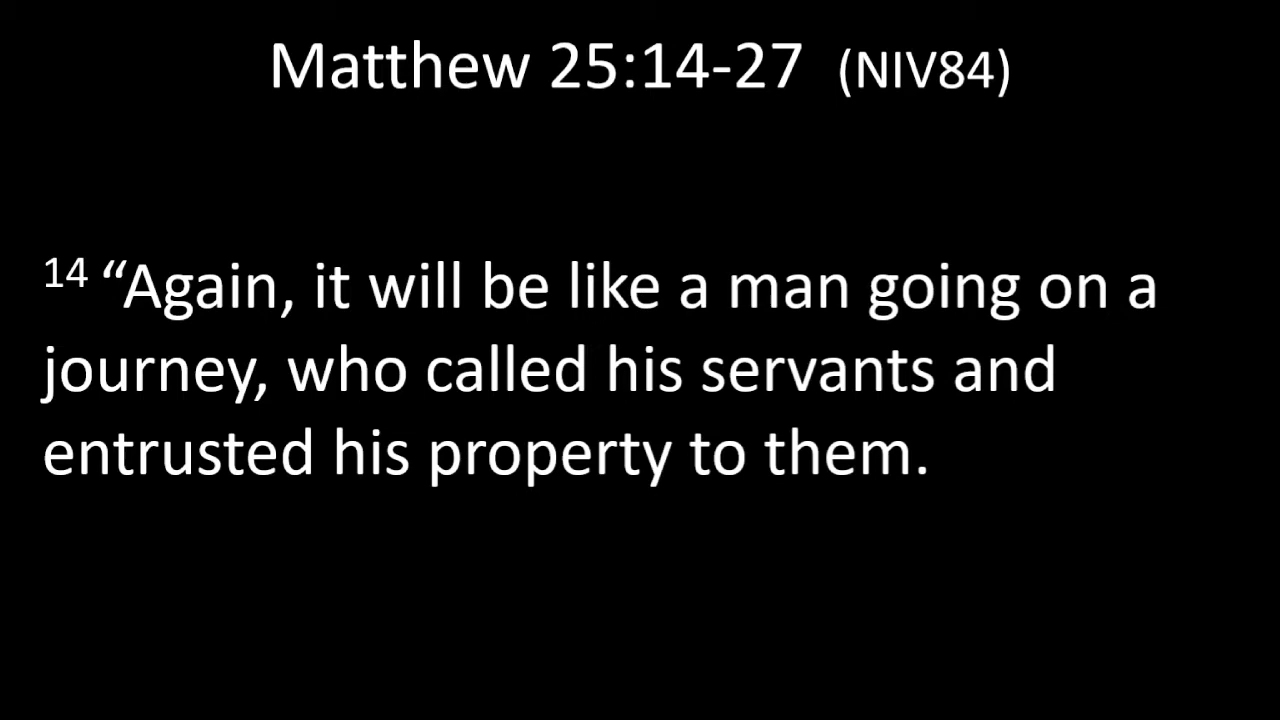 Matthew 25:14-27 (NIV84)
14 “Again, it will be like a man going on a
journey, who called his servants and
entrusted his property to them.